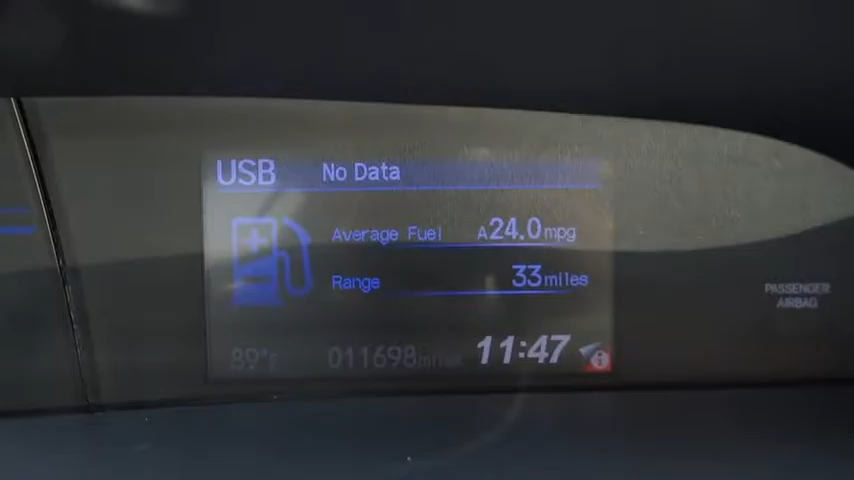 USB No Data
Average Fuel A24.0mpg
Range 33miles
PASSENGER
AIRBAG
89°F 011698miles 11:47